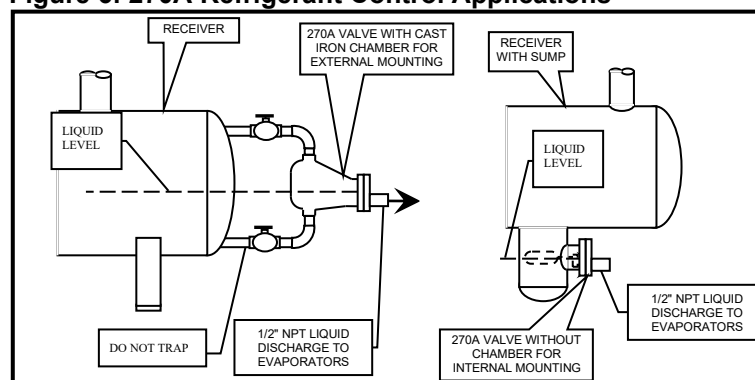 Figure 3. 270A Refrigerant Control Applications
RECEIVER
270A VALVE WITH CAST
IRON CHAMBER FOR
EXTERNAL MOUNTING
LIQUID
LEVEL
DO NOT TRAP
1/2" NPT LIQUID
DISCHARGE TO
EVAPORATORS
RECEIVER
WITH SUMP
LIQUID
LEVEL
1/2" NPT LIQUID
DISCHARGE TO
EVAPORATORS
270A VALVE WITHOUT
CHAMBER FOR
INTERNAL MOUNTING